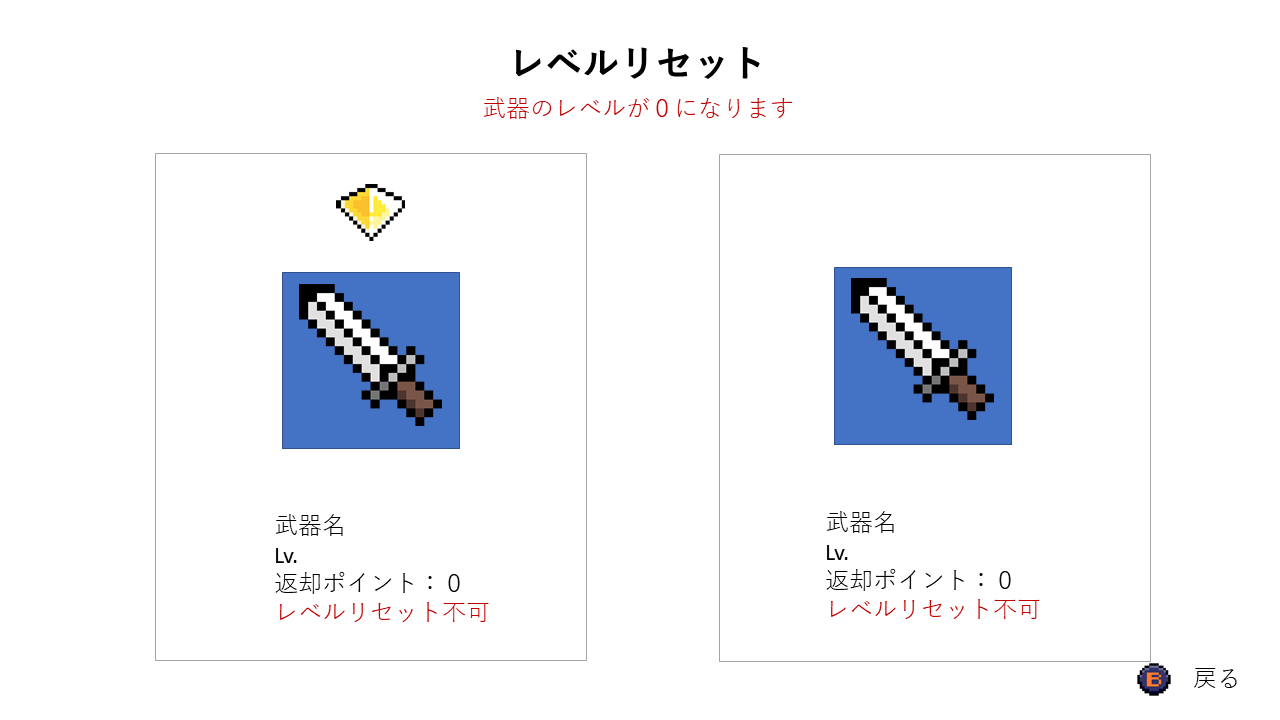 レベルリセット
武器のレベルが０になります
武器名
Lv.
返却ポイント：０
レベルリセット不可
武器名
Lv.
返却ポイント：０
レベルリセット不可
B 戻る